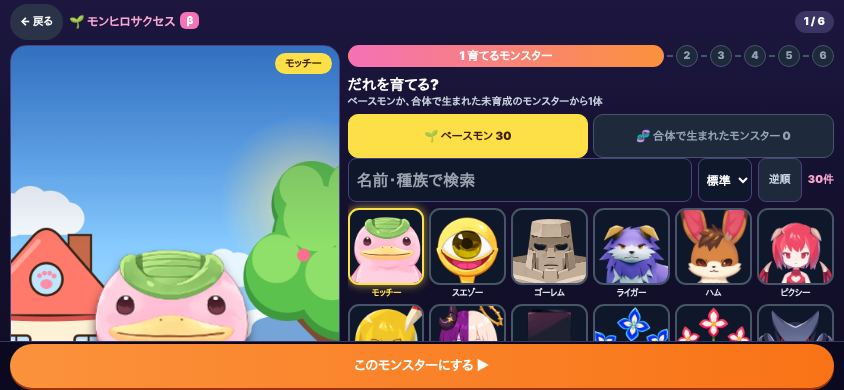 ← 戻る
🌱 モンヒロサクセス β
1 / 6
モッチー
1 育てるモンスター
2
3
4
5
6
だれを育てる?
ベースモンか、合体で生まれた未育成のモンスターから1体
🌱 ベースモン 30
🧬 合体で生まれたモンスター 0
名前・種族で検索
標準
逆順
30件
モッチー
スエゾー
ゴーレム
ライガー
ハム
ピクシー
このモンスターにする ▶